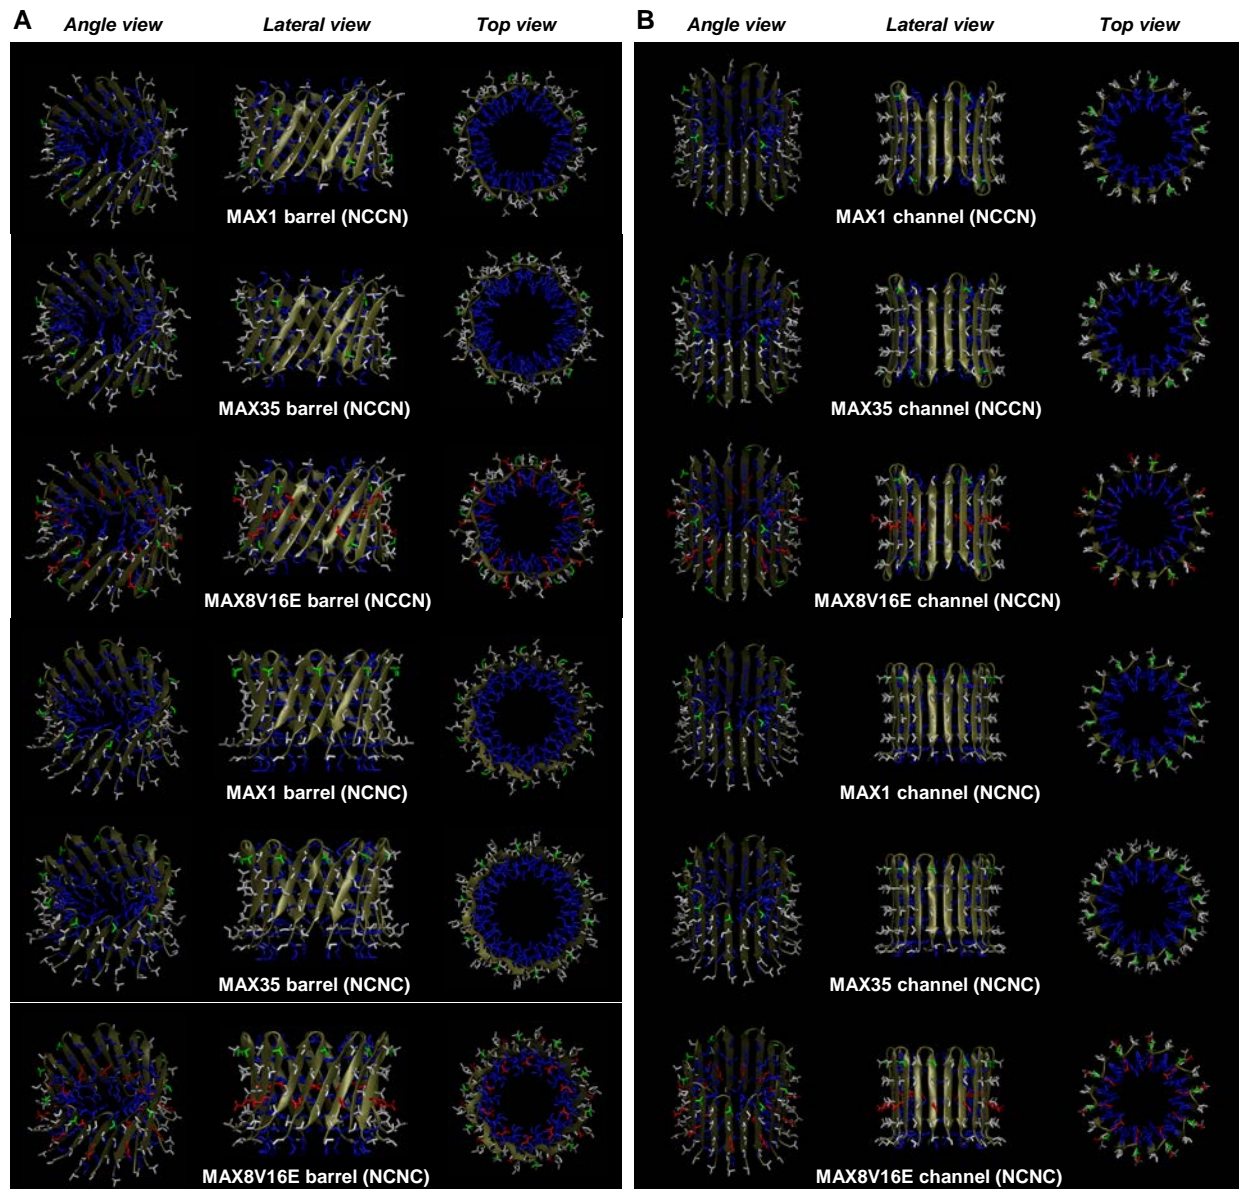 A Angle view Lateral view Top view B Angle view Lateral view Top view
MAX1 barrel (NCCN) MAX1 channel (NCCN)
MAX35 barrel (NCCN) MAX35 channel (NCCN)
MAX8V16E barrel (NCCN) MAX8V16E channel (NCCN)
MAX1 barrel (NCNC) MAX1 channel (NCNC)
MAX35 barrel (NCNC) MAX35 channel (NCNC)
MAX8V16E barrel (NCNC) MAX8V16E channel (NCNC)